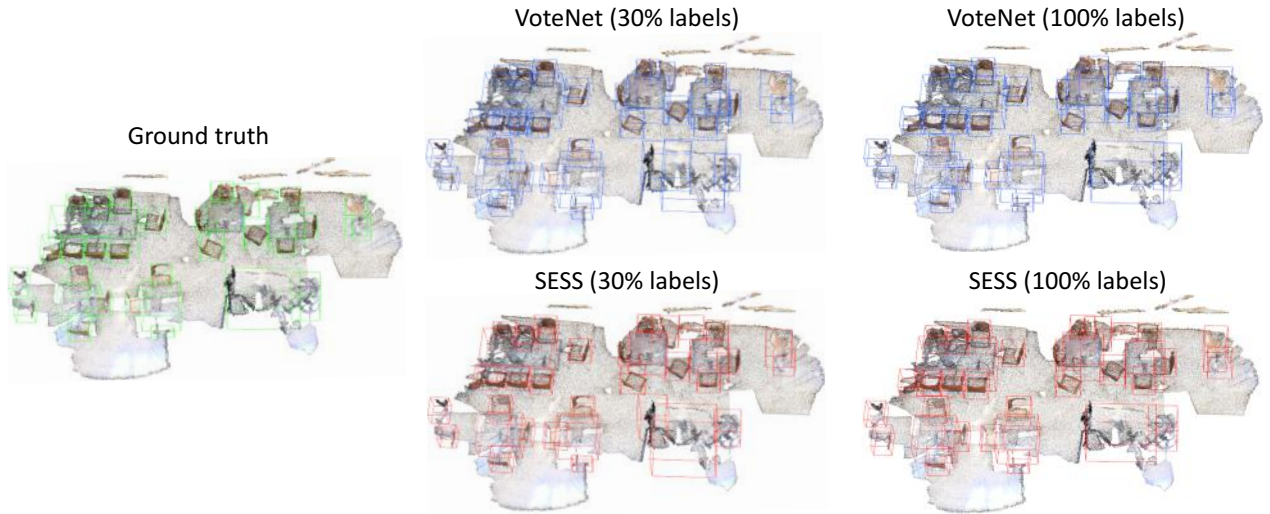 VoteNet (30% labels)
VoteNet (100% labels)
Ground truth
SESS (30% labels)
SESS (100% labels)